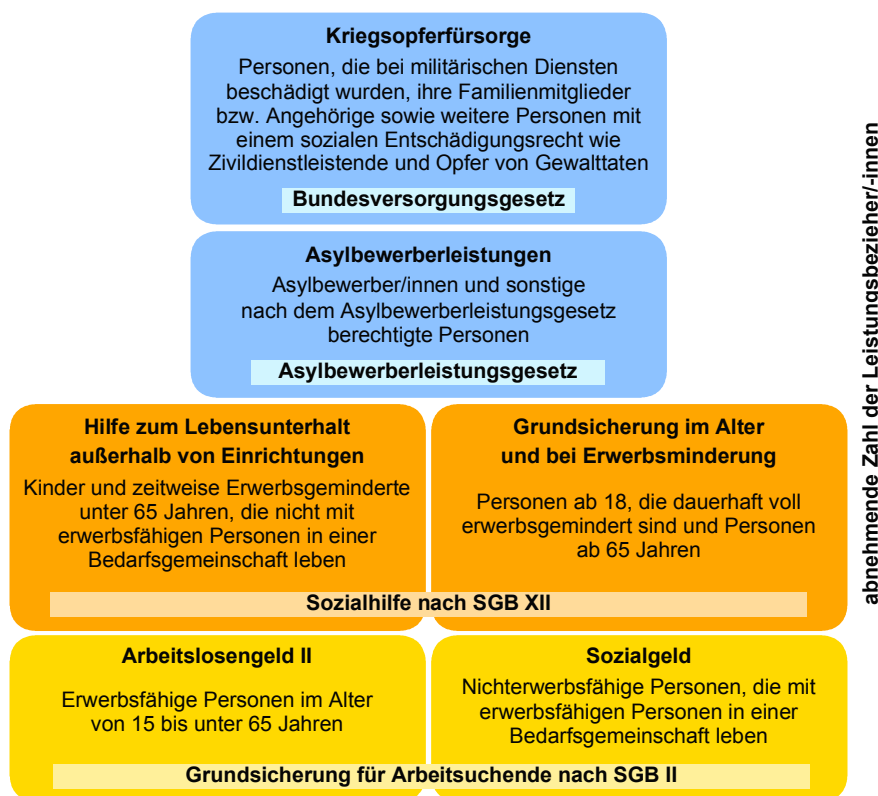 Kriegsopferfürsorge
Personen, die bei militärischen Diensten
beschädigt wurden, ihre Familienmitglieder
bzw. Angehörige sowie weitere Personen mit
einem sozialen Entschädigungsrecht wie
Zivildienstleistende und Opfer von Gewalttaten
Bundesversorgungsgesetz
Asylbewerberleistungen
Asylbewerber/innen und sonstige
nach dem Asylbewerberleistungsgesetz
berechtigte Personen
Asylbewerberleistungsgesetz
Hilfe zum Lebensunterhalt
außerhalb von Einrichtungen
Kinder und zeitweise Erwerbsgeminderte
unter 65 Jahren, die nicht mit
erwerbsfähigen Personen in einer
Bedarfsgemeinschaft leben
Grundsicherung im Alter
und bei Erwerbsminderung
Personen ab 18, die dauerhaft voll
erwerbsgemindert sind und Personen
ab 65 Jahren
Sozialhilfe nach SGB XII
Arbeitslosengeld II
Erwerbsfähige Personen im Alter
von 15 bis unter 65 Jahren
Sozialgeld
Nichterwerbsfähige Personen, die mit
erwerbsfähigen Personen in einer
Bedarfsgemeinschaft leben
Grundsicherung für Arbeitsuchende nach SGB II
abnehmende Zahl der Leistungsbezieher/-innen